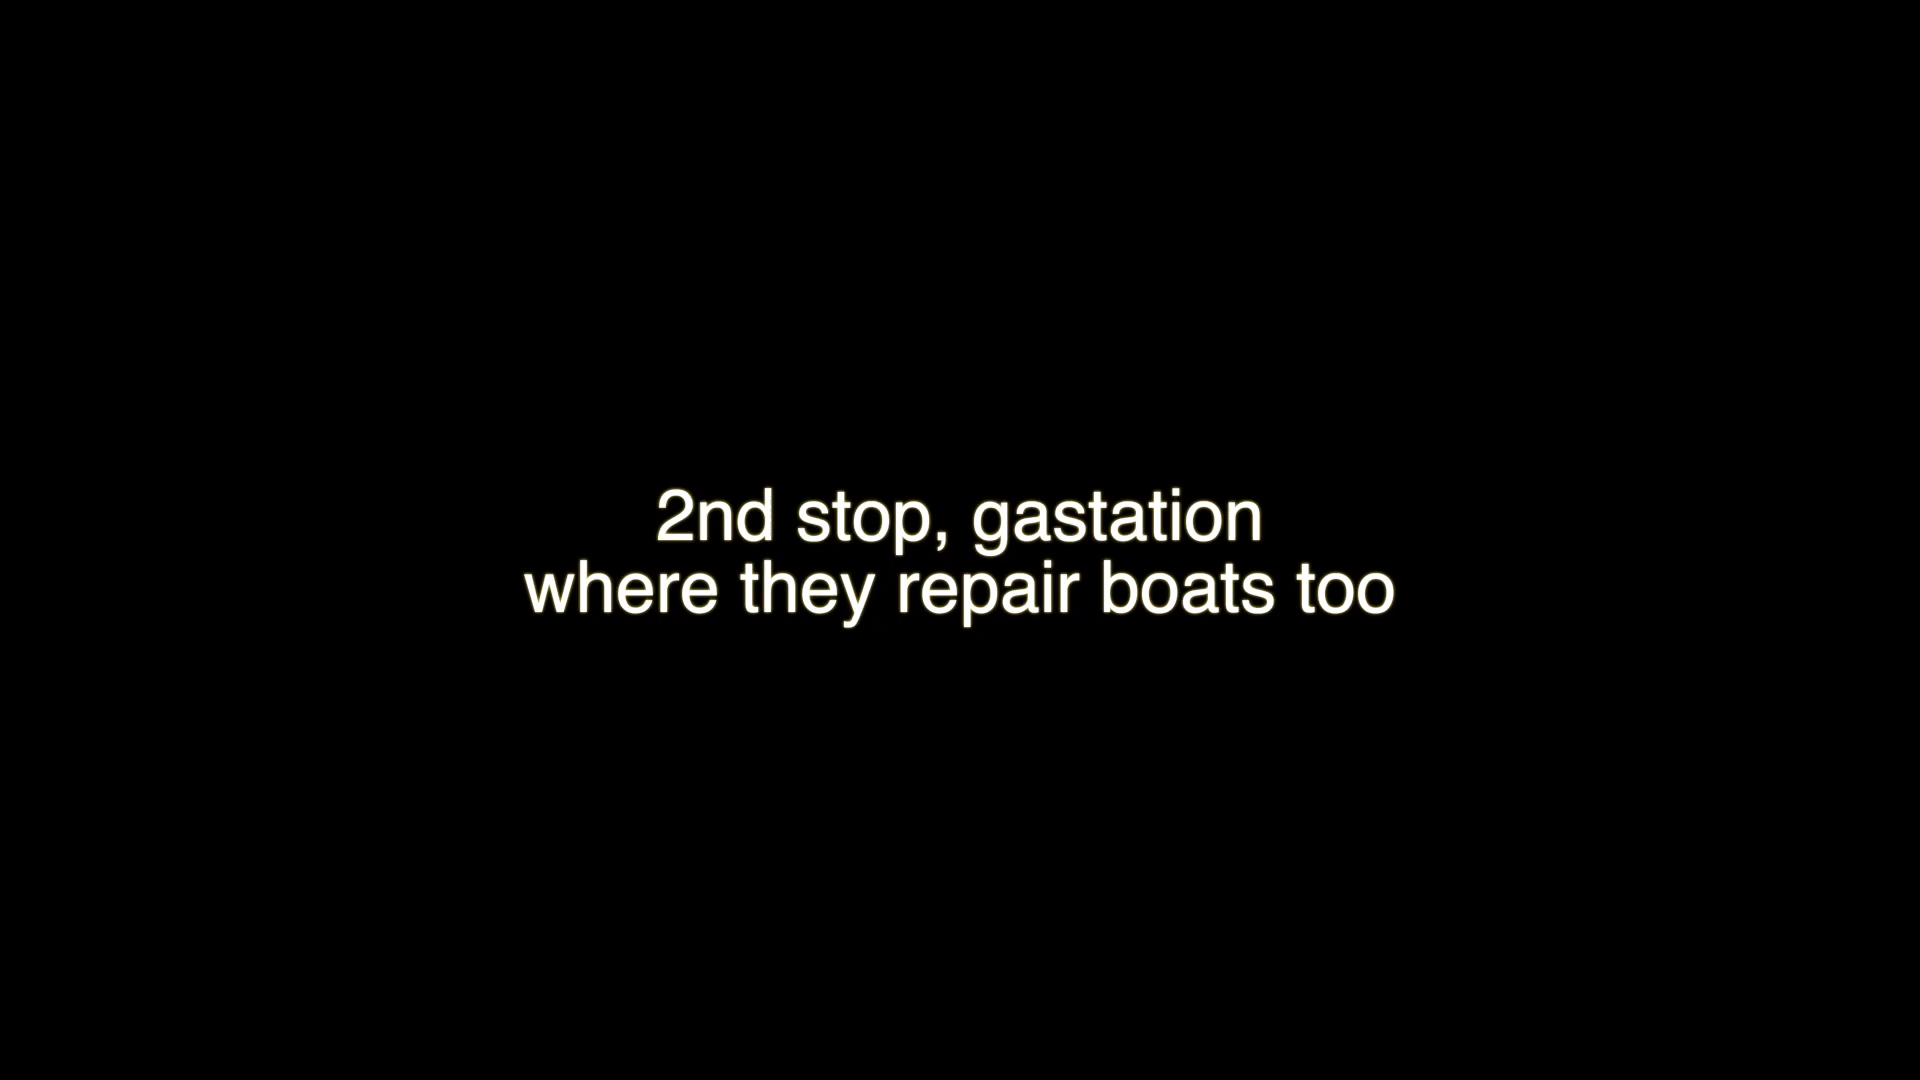 2nd stop, gastation
where they repair boats too